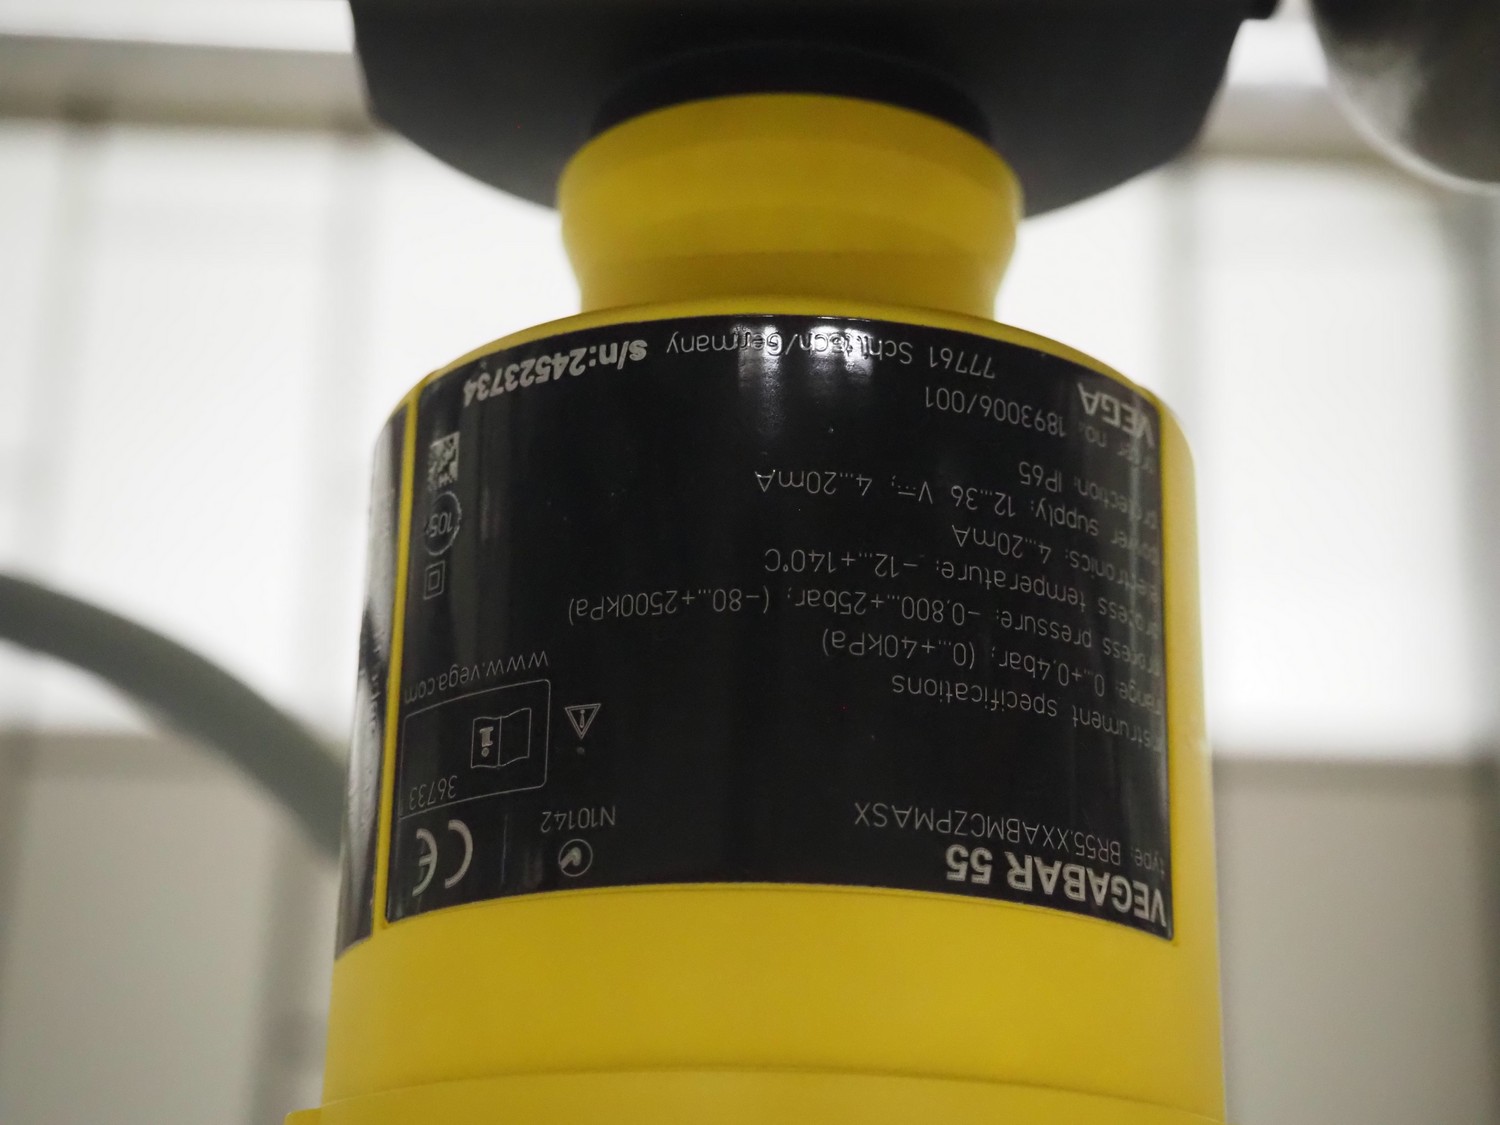 VEGABAR 55
type: BR55.XXABMCZPMASX
N10142
CE
36733
Instrument specifications
range: 0...+0,4bar; (0...+40kPa)
www.vega.com
process pressure: -0,800...+25bar; (-80...+2500kPa)
process temperature: -12...+140°C
electronics: 4...20mA
power supply: 12...36 V⎓; 4...20mA
protection: IP65
105
order no.: 1893006/001
VEGA
77761 Schiltach/Germany
s/n:24523734